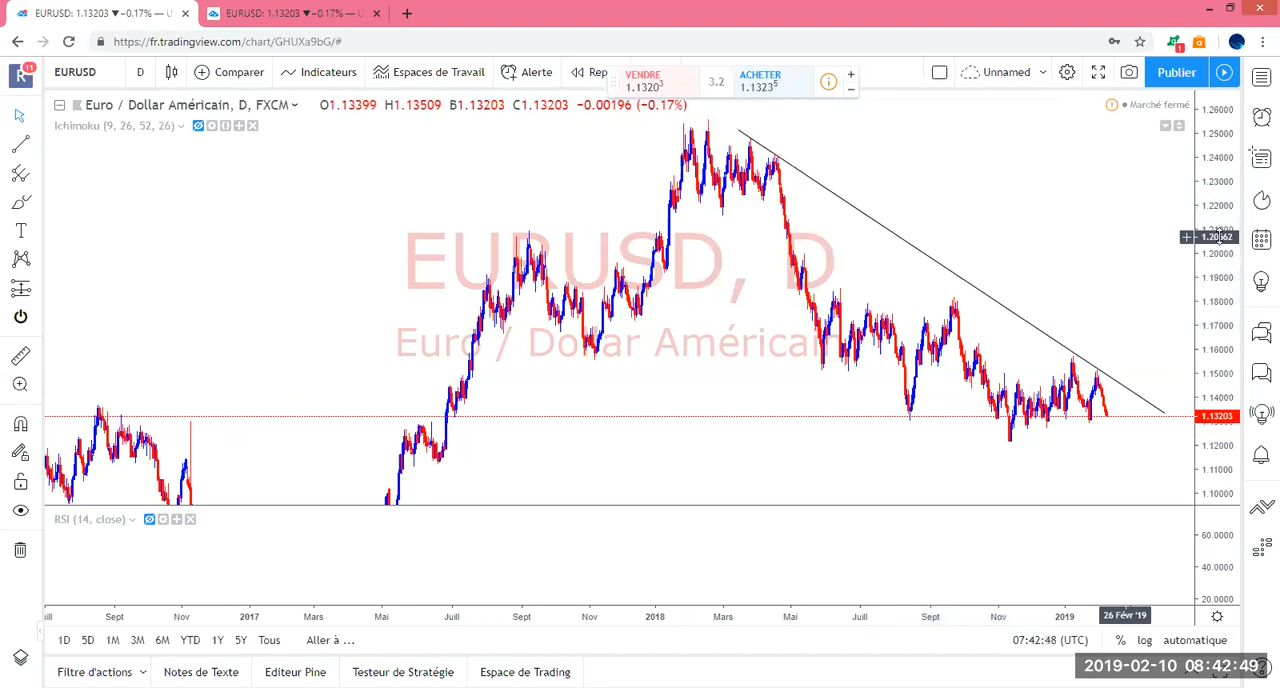 EURUSD: 1.13203 ▼−0.17% — U
EURUSD: 1.13203 ▼−0.17% — U
https://fr.tradingview.com/chart/GHUXa9bG/#
1
R 11
EURUSD D Comparer Indicateurs Espaces de Travail Alerte Rep
VENDRE
1.13203
3.2
ACHETER
1.13235
Unnamed Publier
Euro / Dollar Américain, D, FXCM O1.13399 H1.13509 B1.13203 C1.13203 −0.00196 (−0.17%)
Marché fermé
Ichimoku (9, 26, 52, 26)
EURUSD, D
Euro / Dollar Américain
1.26000
1.25000
1.24000
1.23000
1.22000
1.20662
1.20000
1.19000
1.18000
1.17000
1.16000
1.15000
1.14000
1.13203
1.12000
1.11000
1.10000
RSI (14, close)
60.0000
40.0000
20.0000
uill Sept Nov 2017 Mars Mai Juill Sept Nov 2018 Mars Mai Juill Sept Nov 2019 26 Févr '19
1D 5D 1M 3M 6M YTD 1Y 5Y Tous Aller à ... 07:42:48 (UTC) % log automatique
Filtre d'actions Notes de Texte Editeur Pine Testeur de Stratégie Espace de Trading
2019-02-10 08:42:49